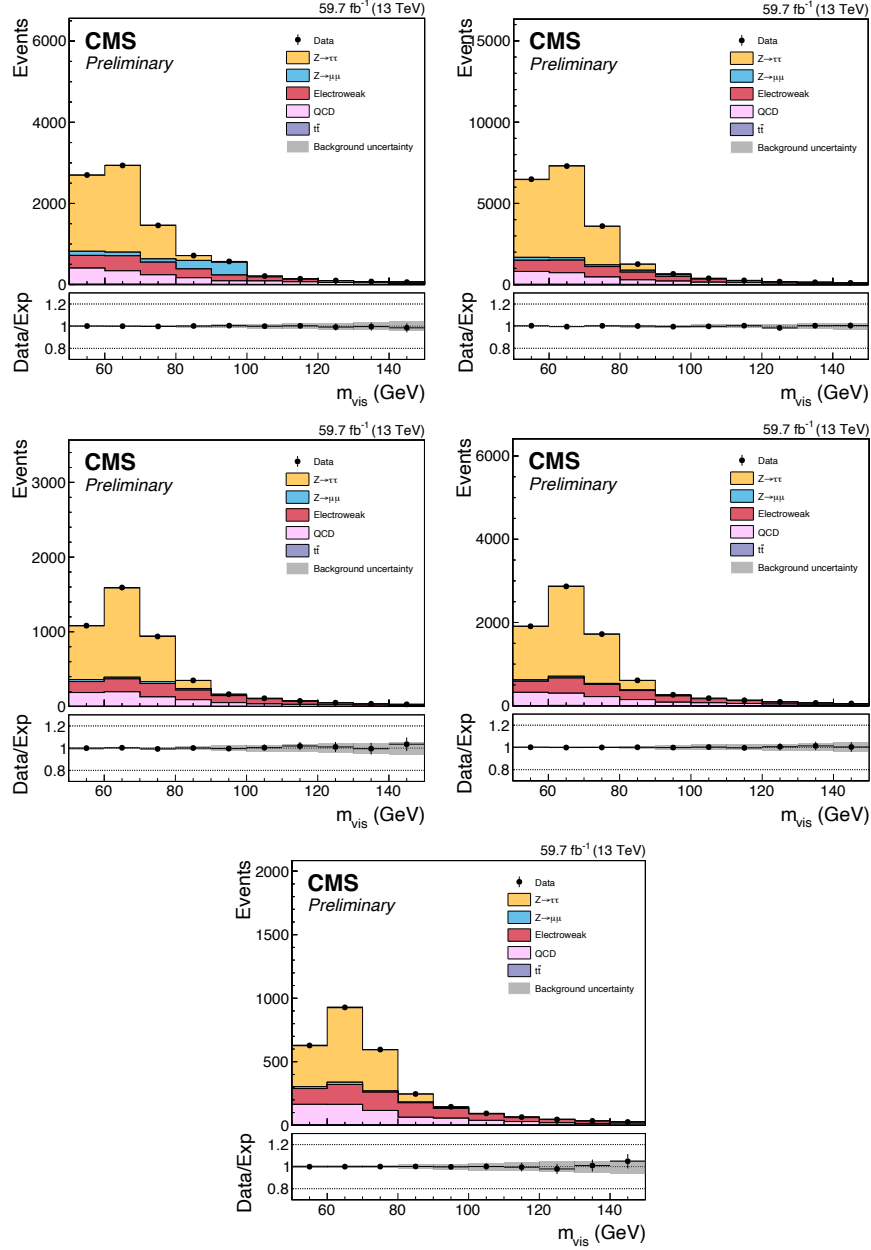 59.7 fb⁻¹ (13 TeV)
Events
6000
4000
2000
0
CMS
Preliminary
Data
Z→ττ
Z→μμ
Electroweak
QCD
tt̄
Background uncertainty
Data/Exp
1.2
1
0.8
60 80 100 120 140
m_vis (GeV)
59.7 fb⁻¹ (13 TeV)
Events
15000
10000
5000
0
CMS
Preliminary
Data
Z→ττ
Z→μμ
Electroweak
QCD
tt̄
Background uncertainty
Data/Exp
1.2
1
0.8
60 80 100 120 140
m_vis (GeV)
59.7 fb⁻¹ (13 TeV)
Events
3000
2000
1000
0
CMS
Preliminary
Data
Z→ττ
Z→μμ
Electroweak
QCD
tt̄
Background uncertainty
Data/Exp
1.2
1
0.8
60 80 100 120 140
m_vis (GeV)
59.7 fb⁻¹ (13 TeV)
Events
6000
4000
2000
0
CMS
Preliminary
Data
Z→ττ
Z→μμ
Electroweak
QCD
tt̄
Background uncertainty
Data/Exp
1.2
1
0.8
60 80 100 120 140
m_vis (GeV)
59.7 fb⁻¹ (13 TeV)
Events
2000
1500
1000
500
0
CMS
Preliminary
Data
Z→ττ
Z→μμ
Electroweak
QCD
tt̄
Background uncertainty
Data/Exp
1.2
1
0.8
60 80 100 120 140
m_vis (GeV)